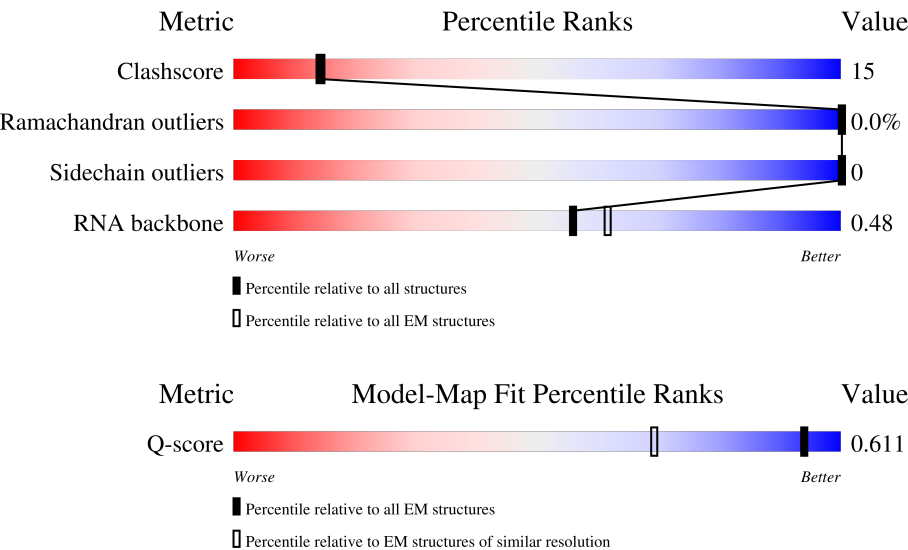 Metric Percentile Ranks Value
Clashscore 15
Ramachandran outliers 0.0%
Sidechain outliers 0
RNA backbone 0.48
Worse Better
Percentile relative to all structures
Percentile relative to all EM structures
Metric Model-Map Fit Percentile Ranks Value
Q-score 0.611
Worse Better
Percentile relative to all EM structures
Percentile relative to EM structures of similar resolution